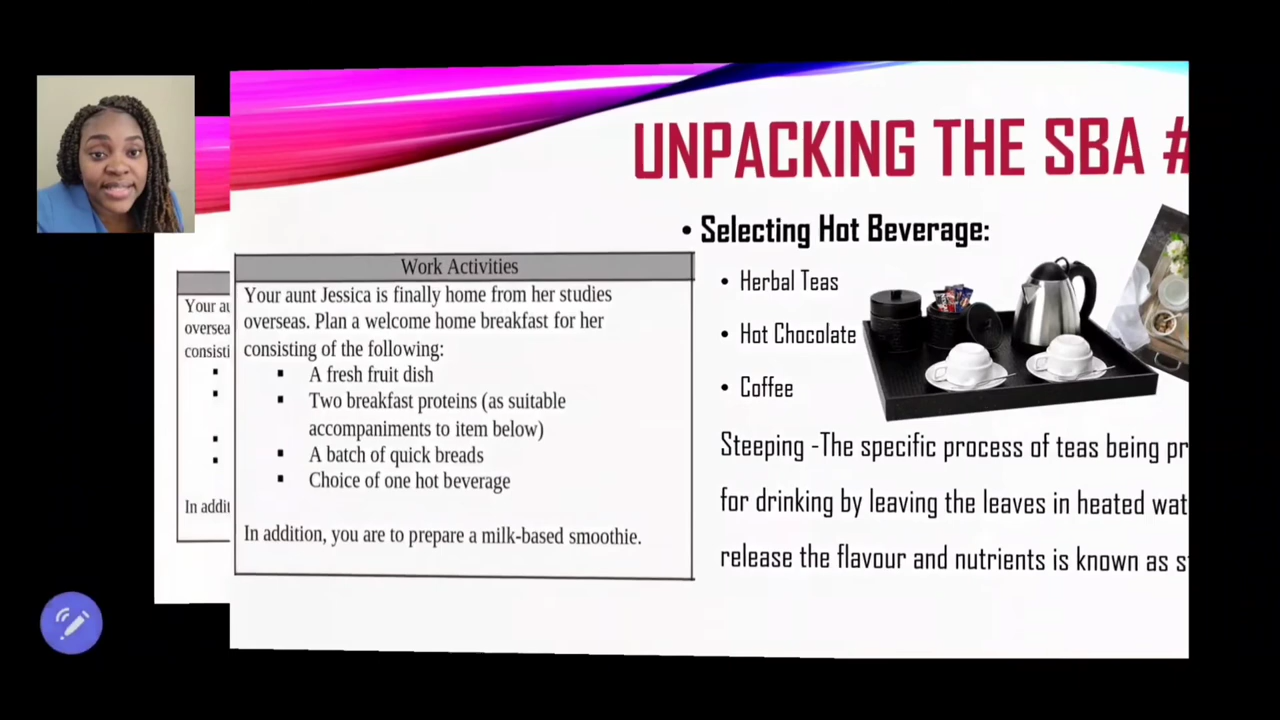 UNPACKING THE SBA #
• Selecting Hot Beverage:
• Herbal Teas
• Hot Chocolate
• Coffee
Steeping -The specific process of teas being pr
for drinking by leaving the leaves in heated wat
release the flavour and nutrients is known as s
Work Activities
Your aunt Jessica is finally home from her studies
overseas. Plan a welcome home breakfast for her
consisting of the following:
▪ A fresh fruit dish
▪ Two breakfast proteins (as suitable
accompaniments to item below)
▪ A batch of quick breads
▪ Choice of one hot beverage
In addition, you are to prepare a milk-based smoothie.
Your au
oversea
consisti
In addit